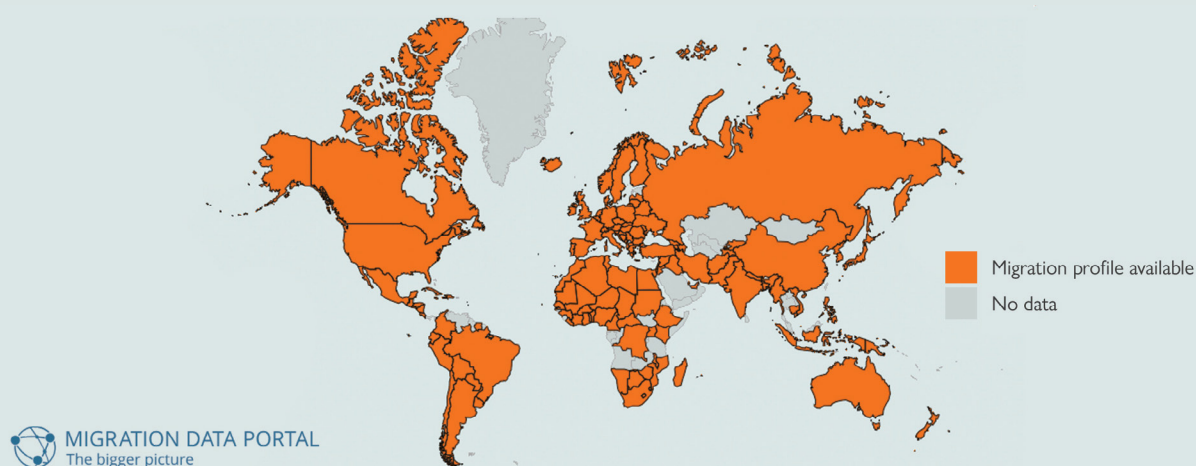 Migration profile available
No data
MIGRATION DATA PORTAL
The bigger picture